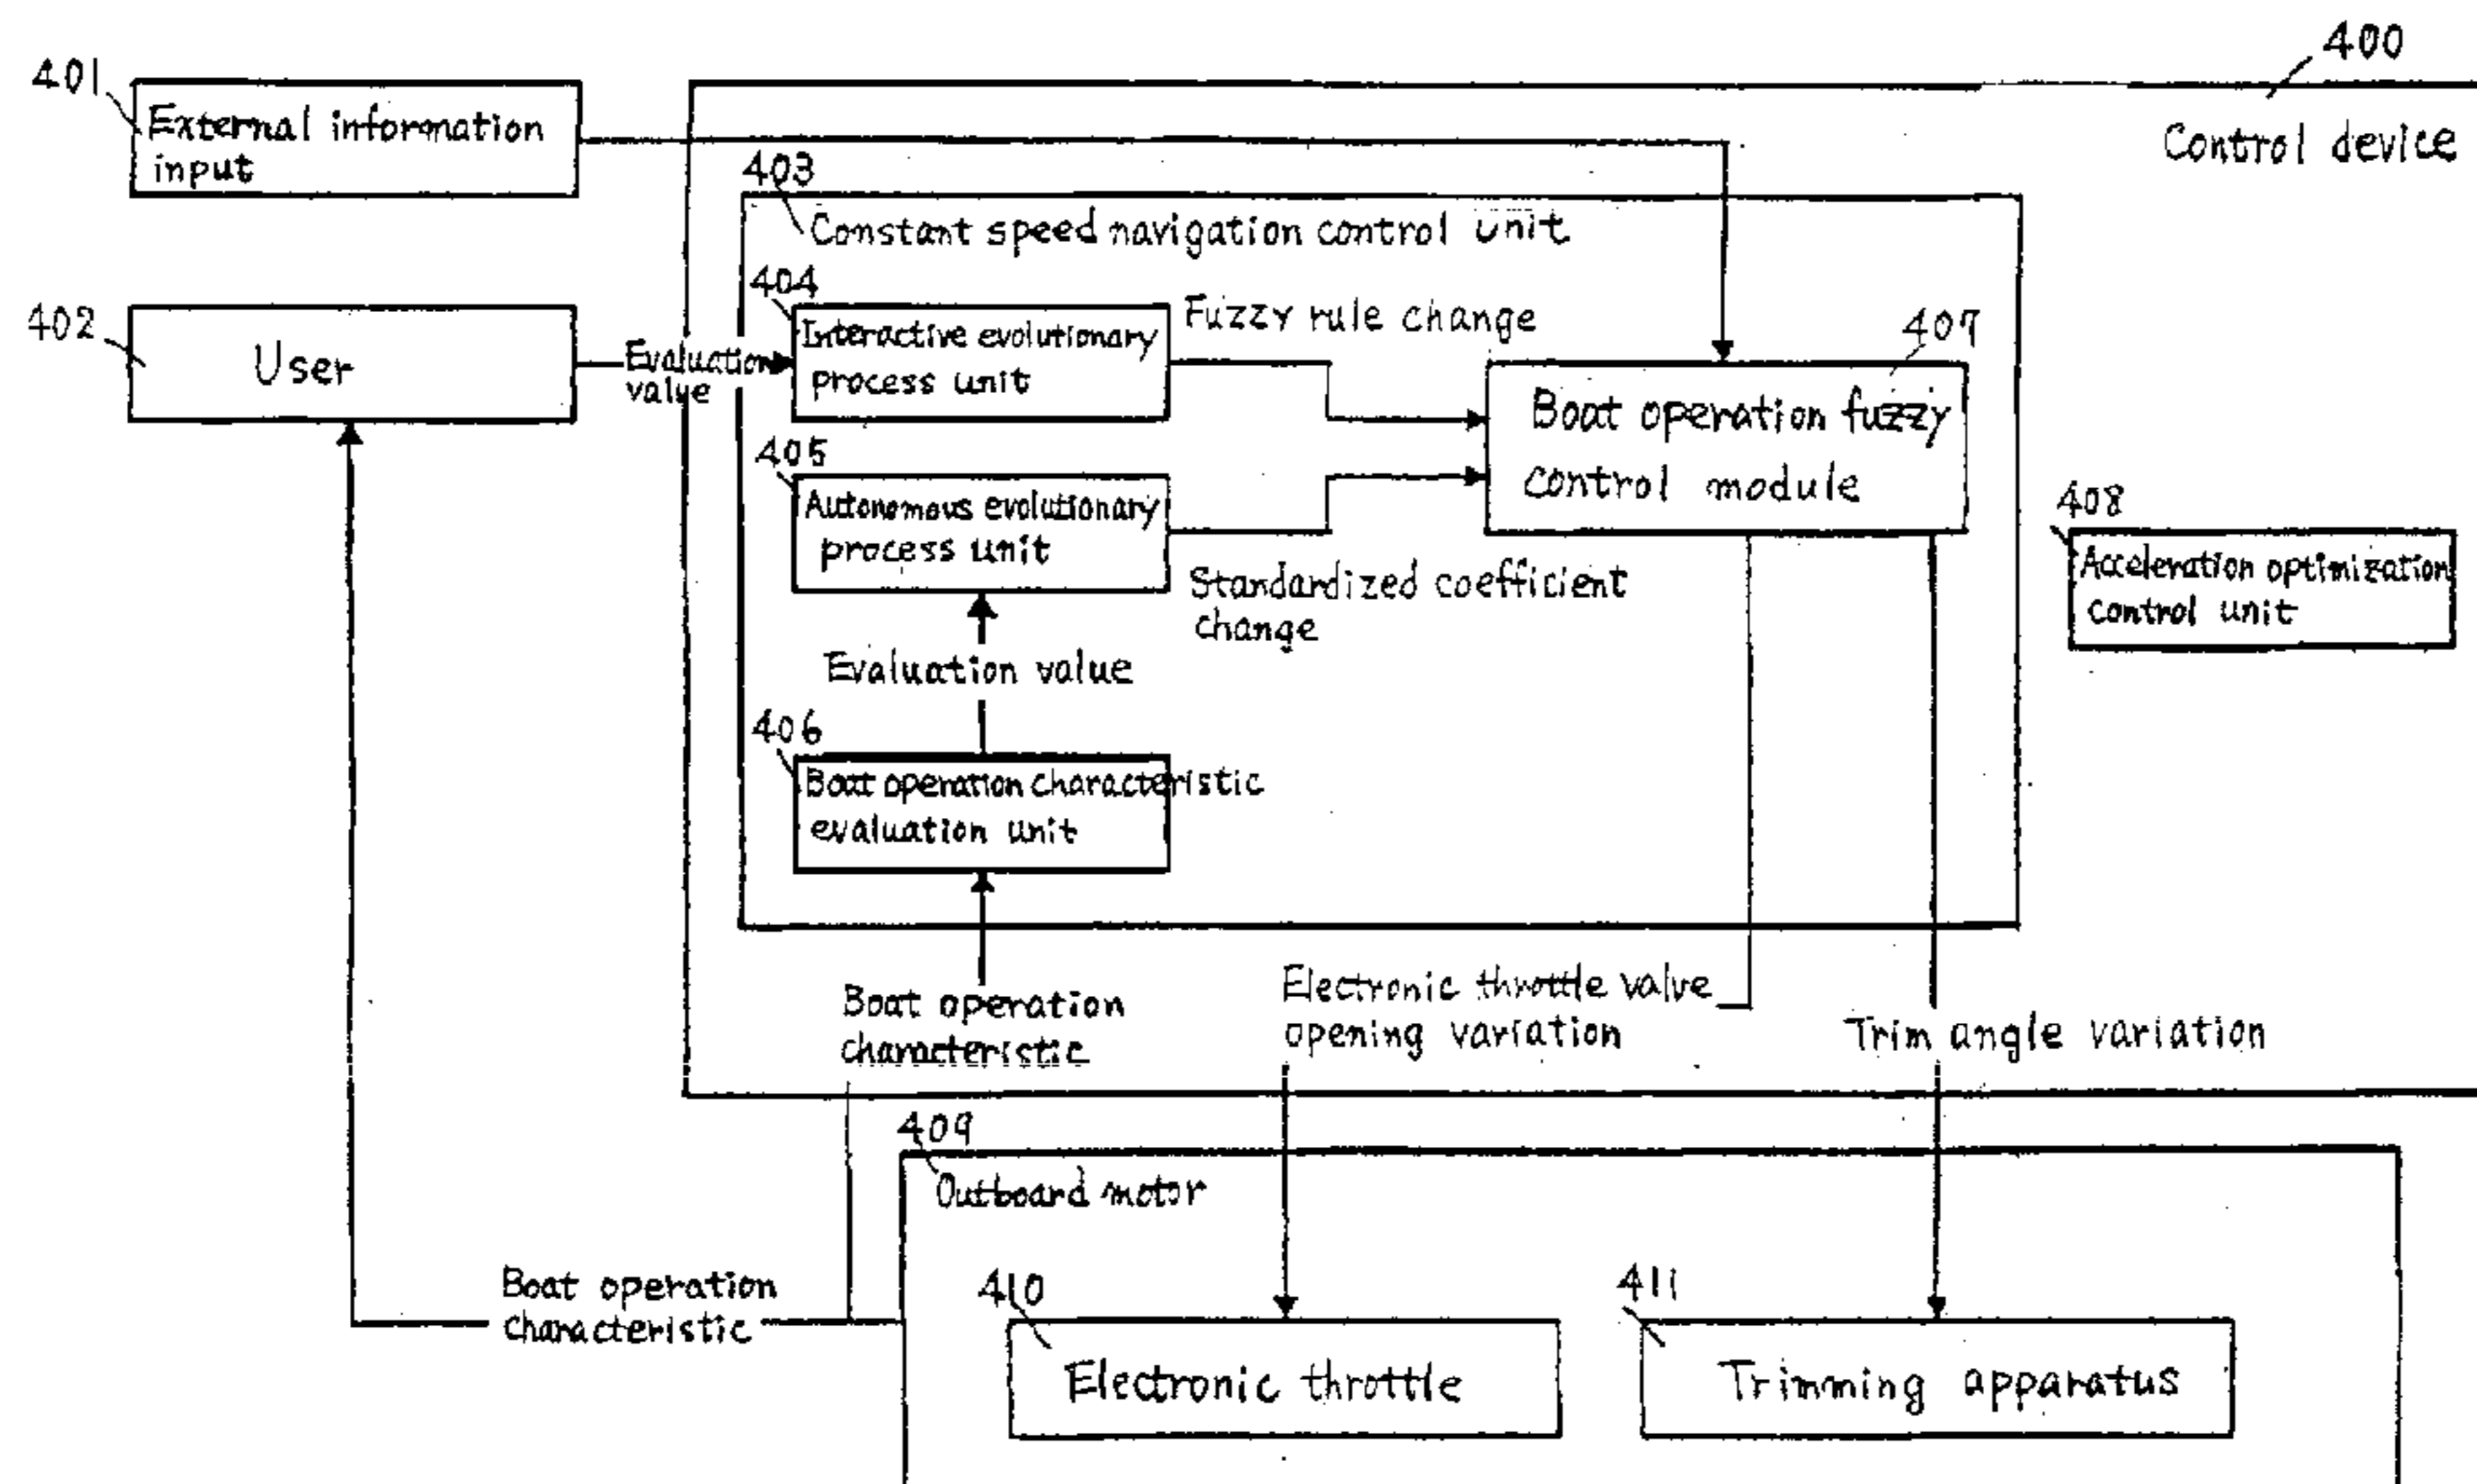 400
401
External information
input
Control device
403
Constant speed navigation control unit
402
User
Evaluation
value
404
Interactive evolutionary
process unit
Fuzzy rule change
407
Boat operation fuzzy
control module
405
Autonomous evolutionary
process unit
Standardized coefficient
change
408
Acceleration optimization
control unit
Evaluation value
406
Boat operation characteristic
evaluation unit
Boat operation
characteristic
Electronic throttle valve
opening variation
Trim angle variation
409
Outboard motor
Boat operation
characteristic
410
Electronic throttle
411
Trimming apparatus